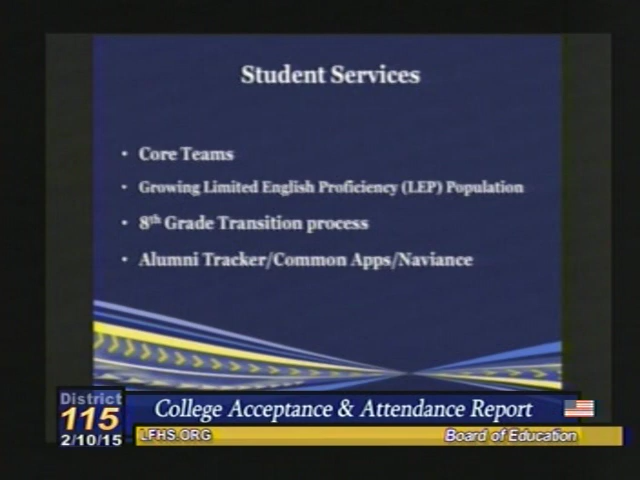 Student Services
• Core Teams
• Growing Limited English Proficiency (LEP) Population
• 8th Grade Transition process
• Alumni Tracker/Common Apps/Naviance
District
115
2/10/15
College Acceptance & Attendance Report
LFHS.ORG
Board of Education